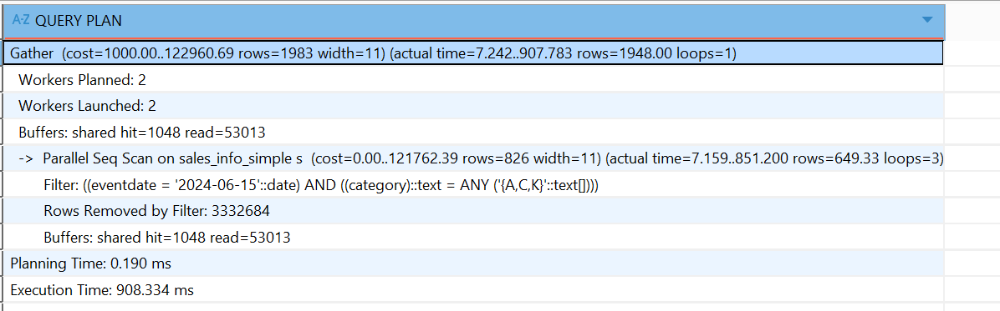 A-Z QUERY PLAN
Gather (cost=1000.00..122960.69 rows=1983 width=11) (actual time=7.242..907.783 rows=1948.00 loops=1)
Workers Planned: 2
Workers Launched: 2
Buffers: shared hit=1048 read=53013
-> Parallel Seq Scan on sales_info_simple s (cost=0.00..121762.39 rows=826 width=11) (actual time=7.159..851.200 rows=649.33 loops=3)
Filter: ((eventdate = '2024-06-15'::date) AND ((category)::text = ANY ('{A,C,K}'::text[])))
Rows Removed by Filter: 3332684
Buffers: shared hit=1048 read=53013
Planning Time: 0.190 ms
Execution Time: 908.334 ms